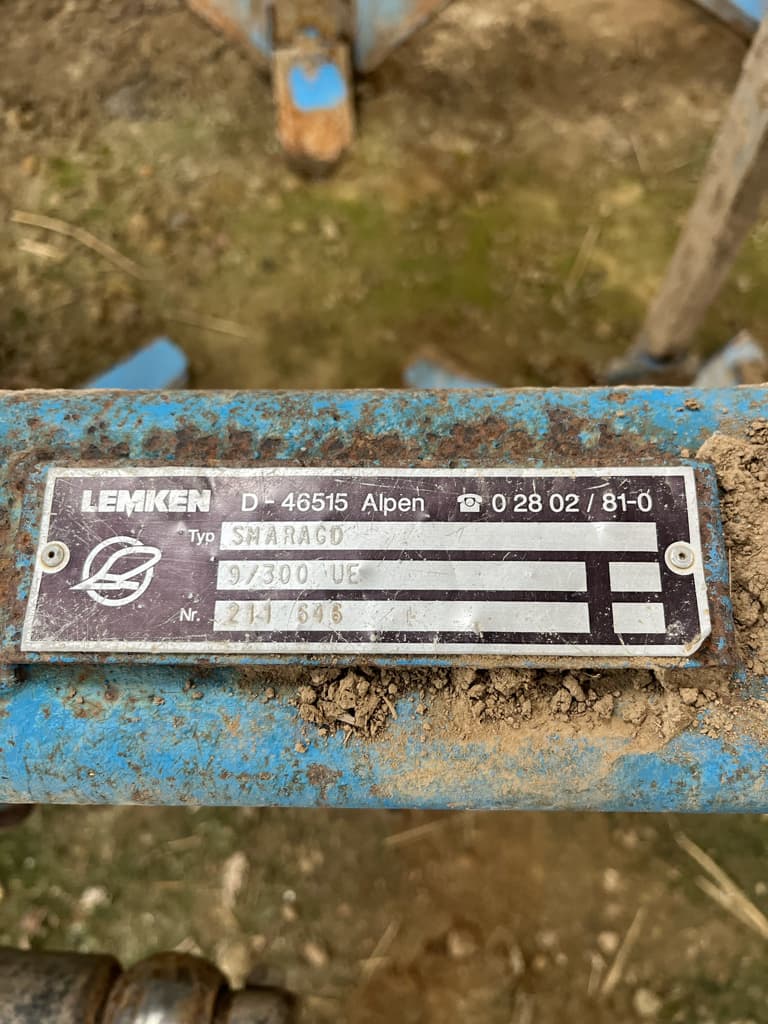 LEMKEN D - 46515 Alpen ☎ 0 28 02 / 81-0
Typ SMARAGD
9/300 UE
Nr. 211 646